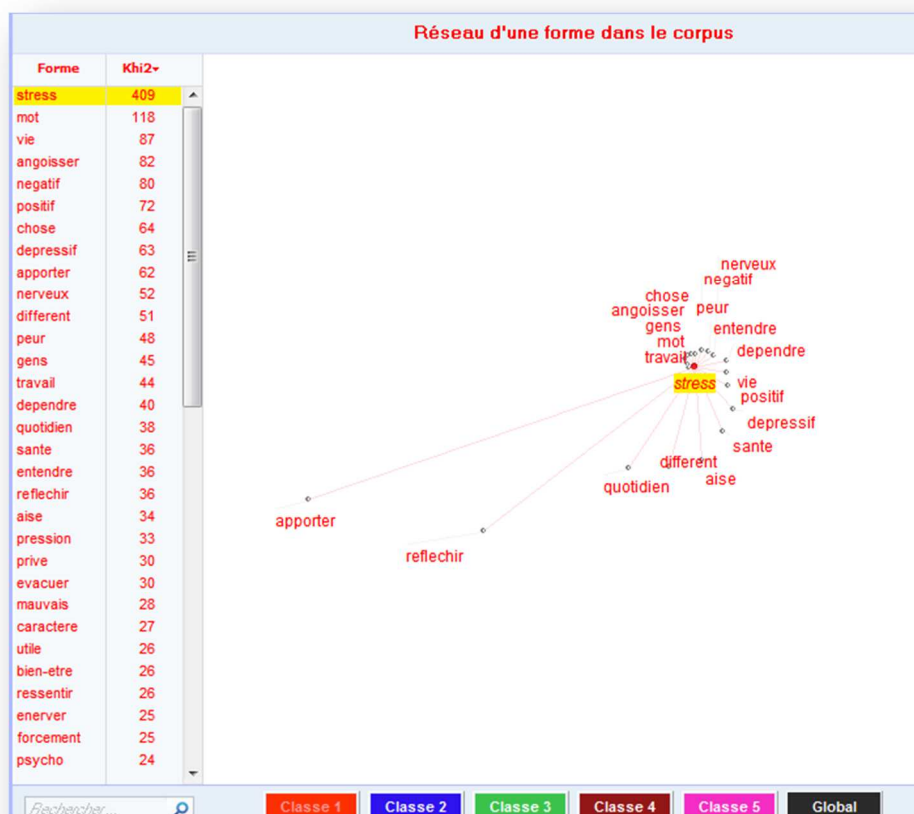 Réseau d'une forme dans le corpus
Forme Khi2
stress 409
mot 118
vie 87
angoisser 82
negatif 80
positif 72
chose 64
depressif 63
apporter 62
nerveux 52
different 51
peur 48
gens 45
travail 44
dependre 40
quotidien 38
sante 36
entendre 36
reflechir 36
aise 34
pression 33
prive 30
evacuer 30
mauvais 28
caractere 27
utile 26
bien-etre 26
ressentir 26
enerver 25
forcement 25
psycho 24
nerveux
negatif
chose
angoisser peur
gens
entendre
mot
dependre
travail
stress vie
positif
depressif
sante
different
aise
quotidien
apporter
reflechir
Rechercher...
Classe 1 Classe 2 Classe 3 Classe 4 Classe 5 Global